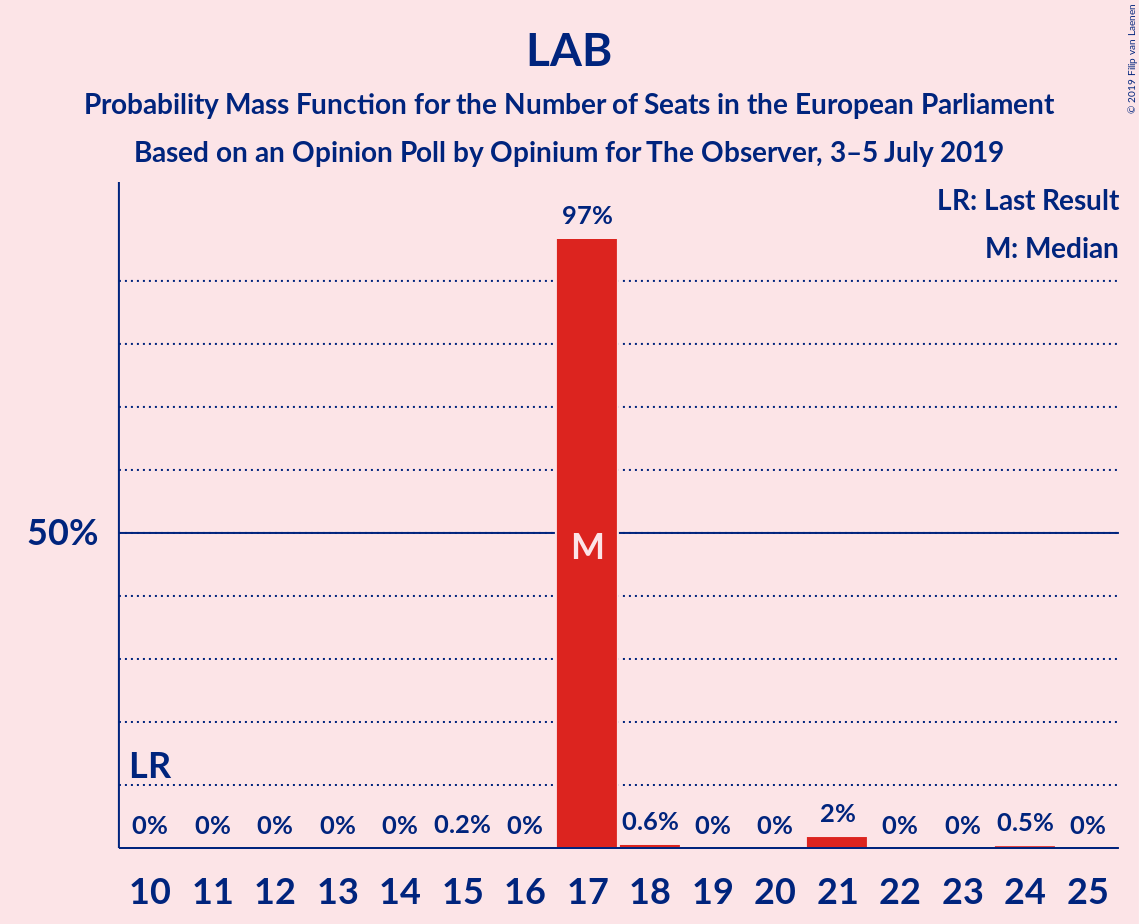 LAB
Probability Mass Function for the Number of Seats in the European Parliament
Based on an Opinion Poll by Opinium for The Observer, 3–5 July 2019
© 2019 Filip van Laenen
LR: Last Result
M: Median
97%
50%
M
LR
0% 0% 0% 0% 0% 0.2% 0% 0.6% 0% 0% 2% 0% 0% 0.5% 0%
10 11 12 13 14 15 16 17 18 19 20 21 22 23 24 25